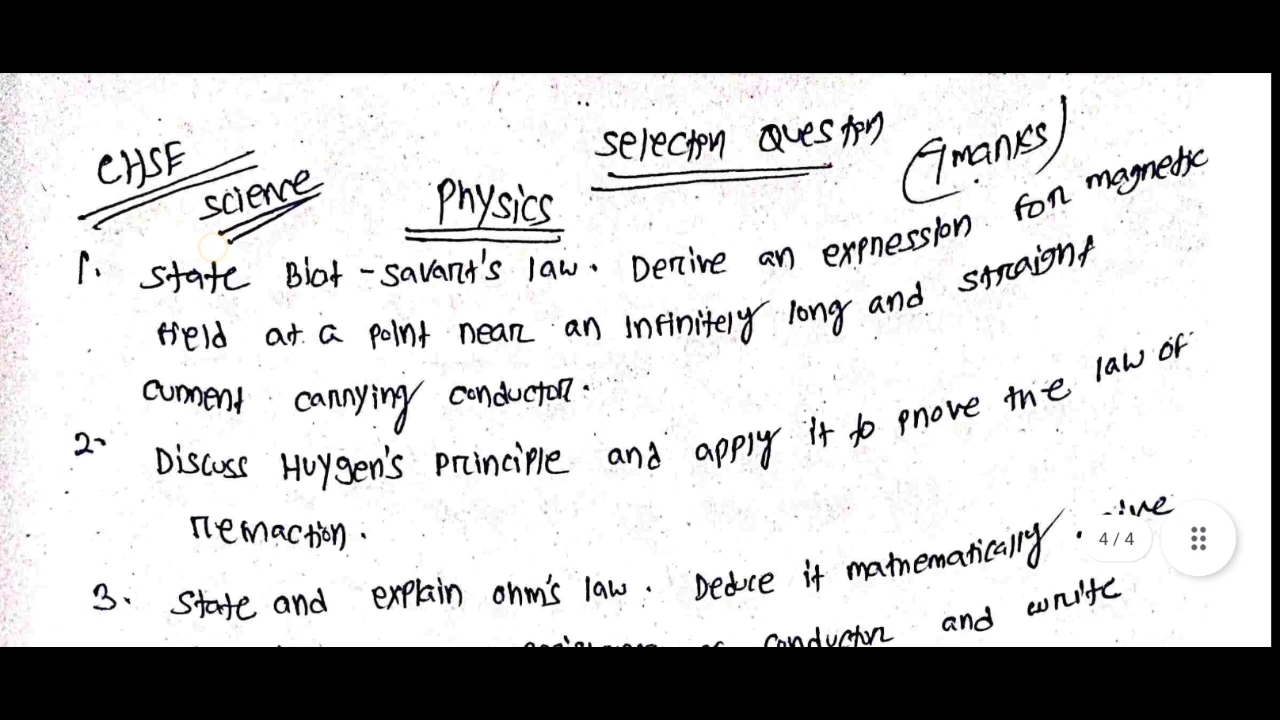 CHSE
science
Physics
selection Question
(7marks)
1. State Biot-savart's law. Derive an expression for magnetic
field at a point near an infinitely long and straight
current carrying conductor.
2. Discuss Huygen's principle and apply it to prove the law of
refraction.
3. State and explain ohm's law. Deduce it mathematically.
conductor and write
4/4